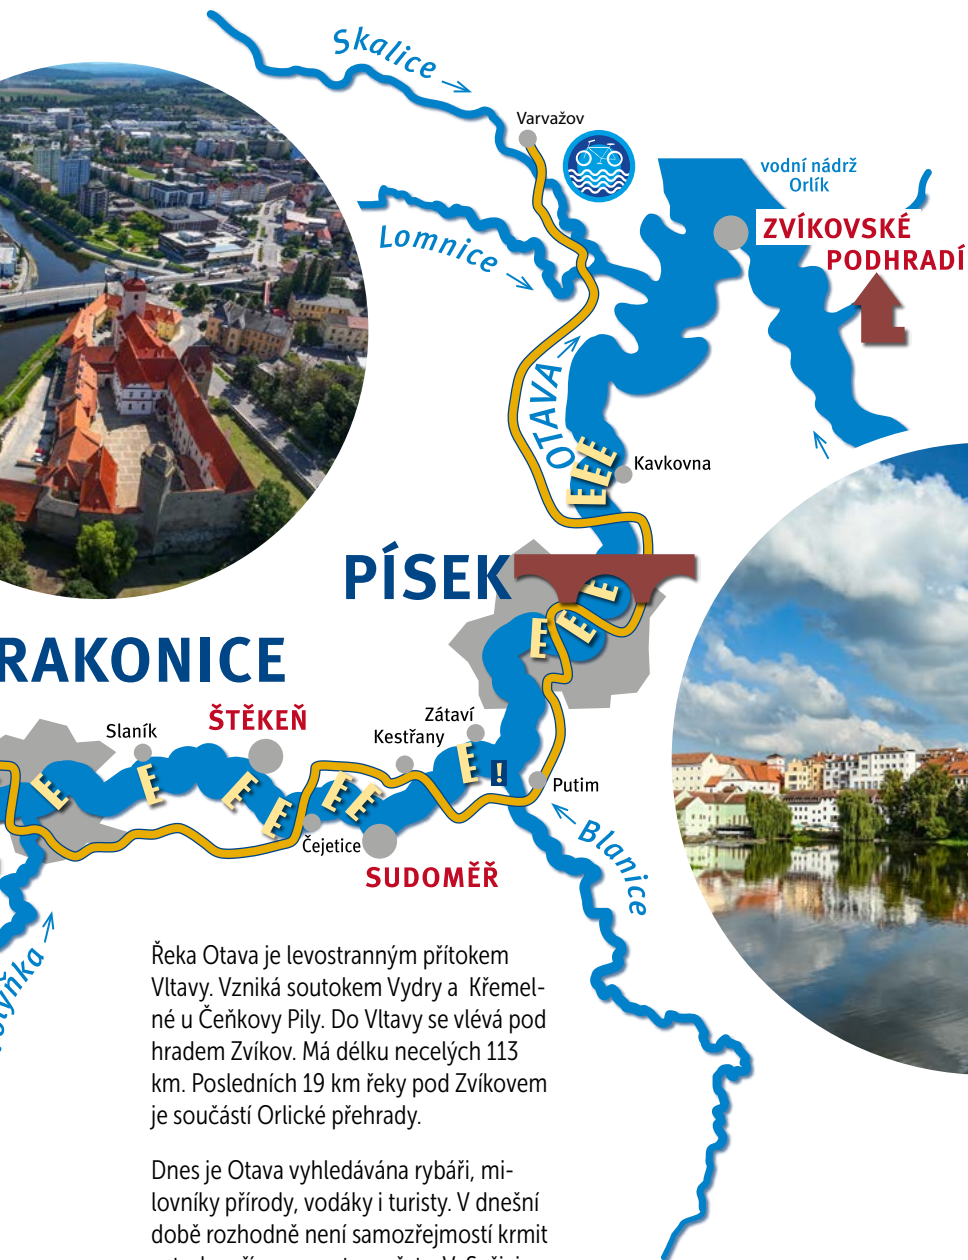 Skalice
Varvažov
vodní nádrž
Orlík
ZVÍKOVSKÉ
PODHRADÍ
Lomnice
OTAVA
Kavkovna
PÍSEK
RAKONICE
ŠTĚKEŇ
Slaník
Zátaví
Kestřany
!
Putim
Čejetice
SUDOMĚŘ
Blanice
Řeka Otava je levostranným přítokem
Vltavy. Vzniká soutokem Vydry a Křemel-
né u Čeňkovy Pily. Do Vltavy se vlévá pod
hradem Zvíkov. Má délku necelých 113
km. Posledních 19 km řeky pod Zvíkovem
je součástí Orlické přehrady.
Dnes je Otava vyhledávána rybáři, mi-
lovníky přírody, vodáky i turisty. V dnešní
době rozhodně není samozřejmostí krmit